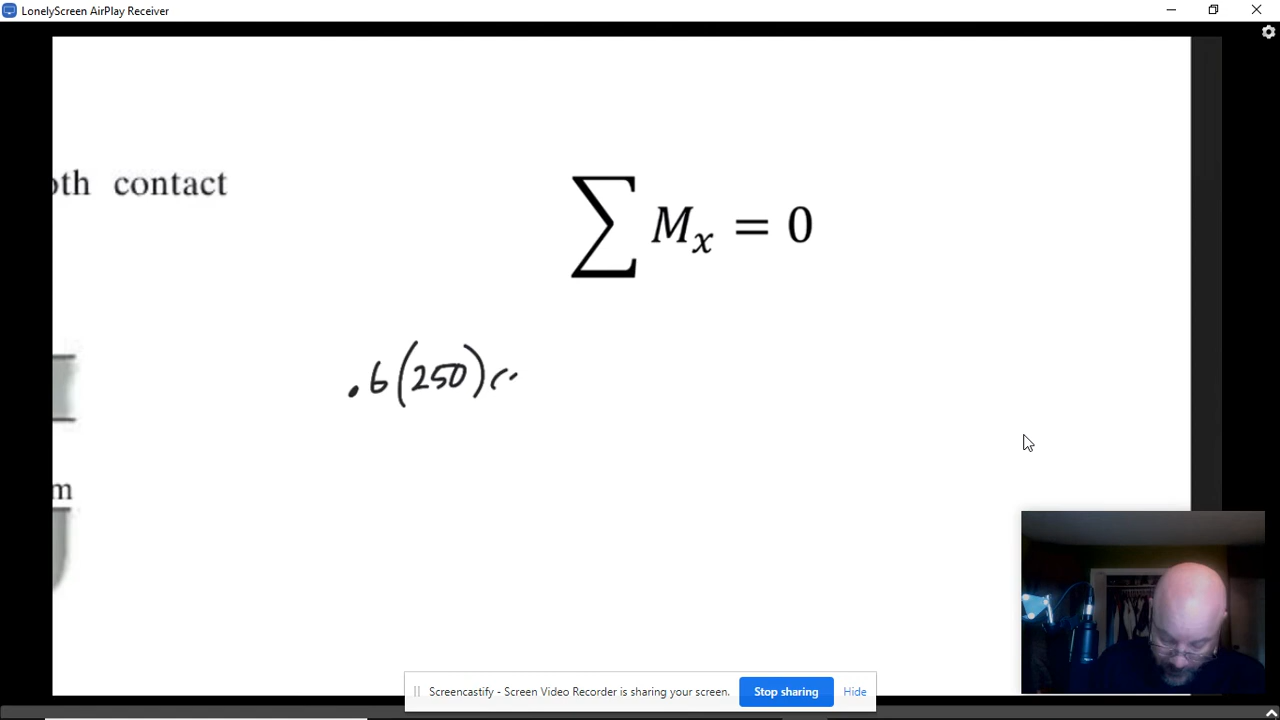 LonelyScreen AirPlay Receiver
contact
∑ Mₓ = 0
.6(250)
m
Screencastify - Screen Video Recorder is sharing your screen. Stop sharing Hide